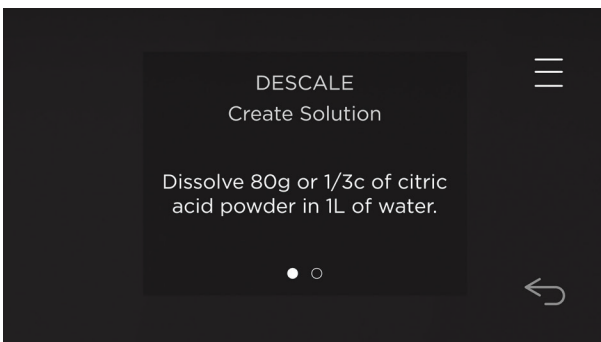 DESCALE
Create Solution
Dissolve 80g or 1/3c of citric
acid powder in 1L of water.